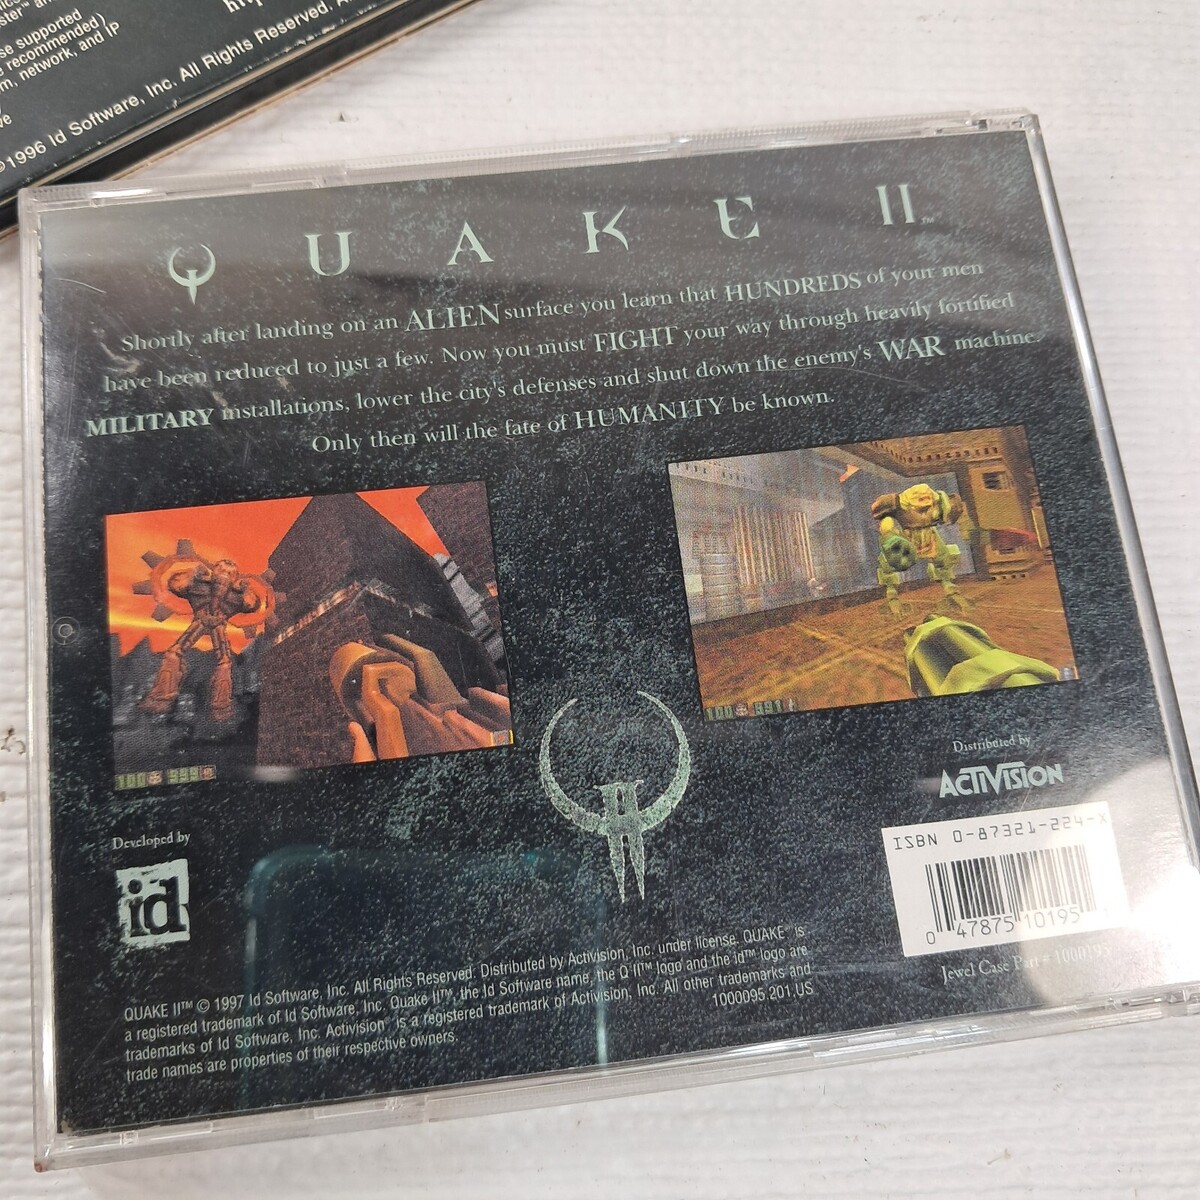 se supported
e recommended)
m, network, and IP
ve
©1996 Id Software, Inc. All Rights Reserved.
QUAKE II™
Shortly after landing on an ALIEN surface you learn that HUNDREDS of your men
have been reduced to just a few. Now you must FIGHT your way through heavily fortified
MILITARY installations, lower the city's defenses and shut down the enemy's WAR machine.
Only then will the fate of HUMANITY be known.
100 999
100 991
Developed by
id
Distributed by
ACTIVISION
ISBN 0-87321-224-X
0 47875 10195
Jewel Case Part #
QUAKE II™ © 1997 Id Software, Inc. All Rights Reserved. Distributed by Activision, Inc. under license. QUAKE® is
a registered trademark of Id Software, Inc. Quake II™, the Id Software name, the Q II™ logo and the id™ logo are
trademarks of Id Software, Inc. Activision® is a registered trademark of Activision, Inc. All other trademarks and
trade names are properties of their respective owners.
1000095.201.US